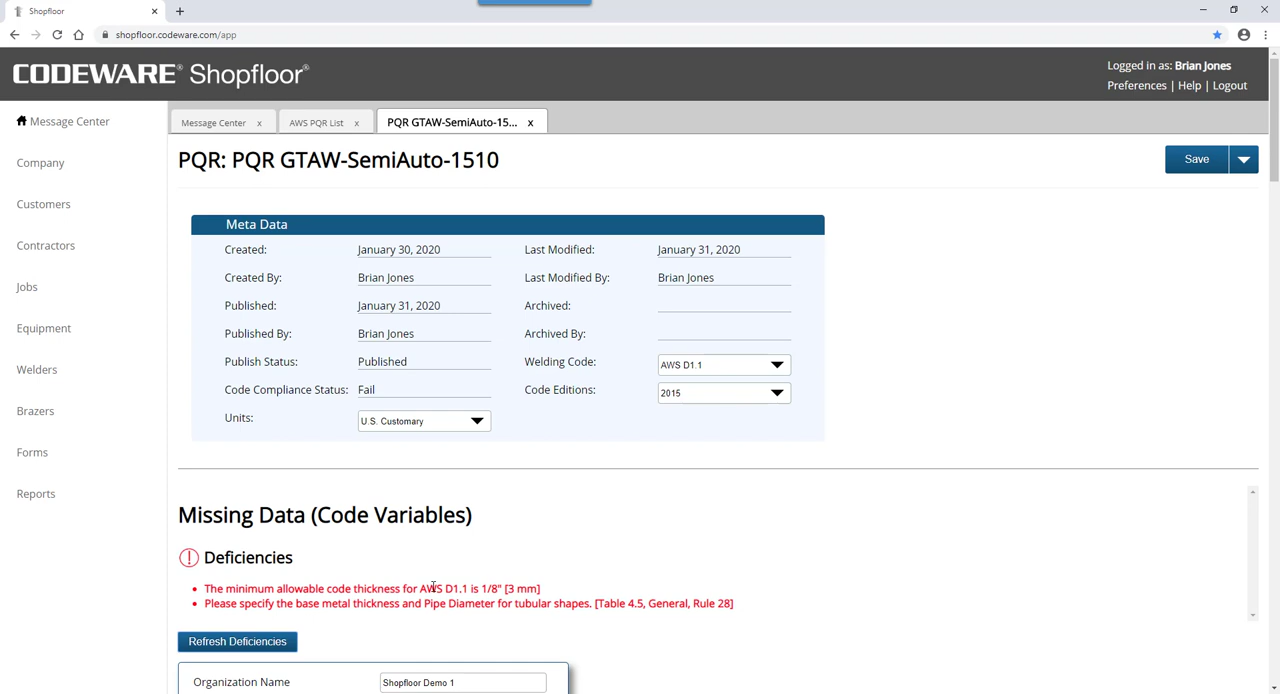 Shopfloor
shopfloor.codeware.com/app
CODEWARE® Shopfloor®
Logged in as: Brian Jones
Preferences | Help | Logout
Message Center
Company
Customers
Contractors
Jobs
Equipment
Welders
Brazers
Forms
Reports
Message Center x
AWS PQR List x
PQR GTAW-SemiAuto-15... x
PQR: PQR GTAW-SemiAuto-1510
Save
Meta Data
Created: January 30, 2020 Last Modified: January 31, 2020
Created By: Brian Jones Last Modified By: Brian Jones
Published: January 31, 2020 Archived:
Published By: Brian Jones Archived By:
Publish Status: Published Welding Code: AWS D1.1
Code Compliance Status: Fail Code Editions: 2015
Units: U.S. Customary
Missing Data (Code Variables)
Deficiencies
• The minimum allowable code thickness for AWS D1.1 is 1/8" [3 mm]
• Please specify the base metal thickness and Pipe Diameter for tubular shapes. [Table 4.5, General, Rule 28]
Refresh Deficiencies
Organization Name Shopfloor Demo 1